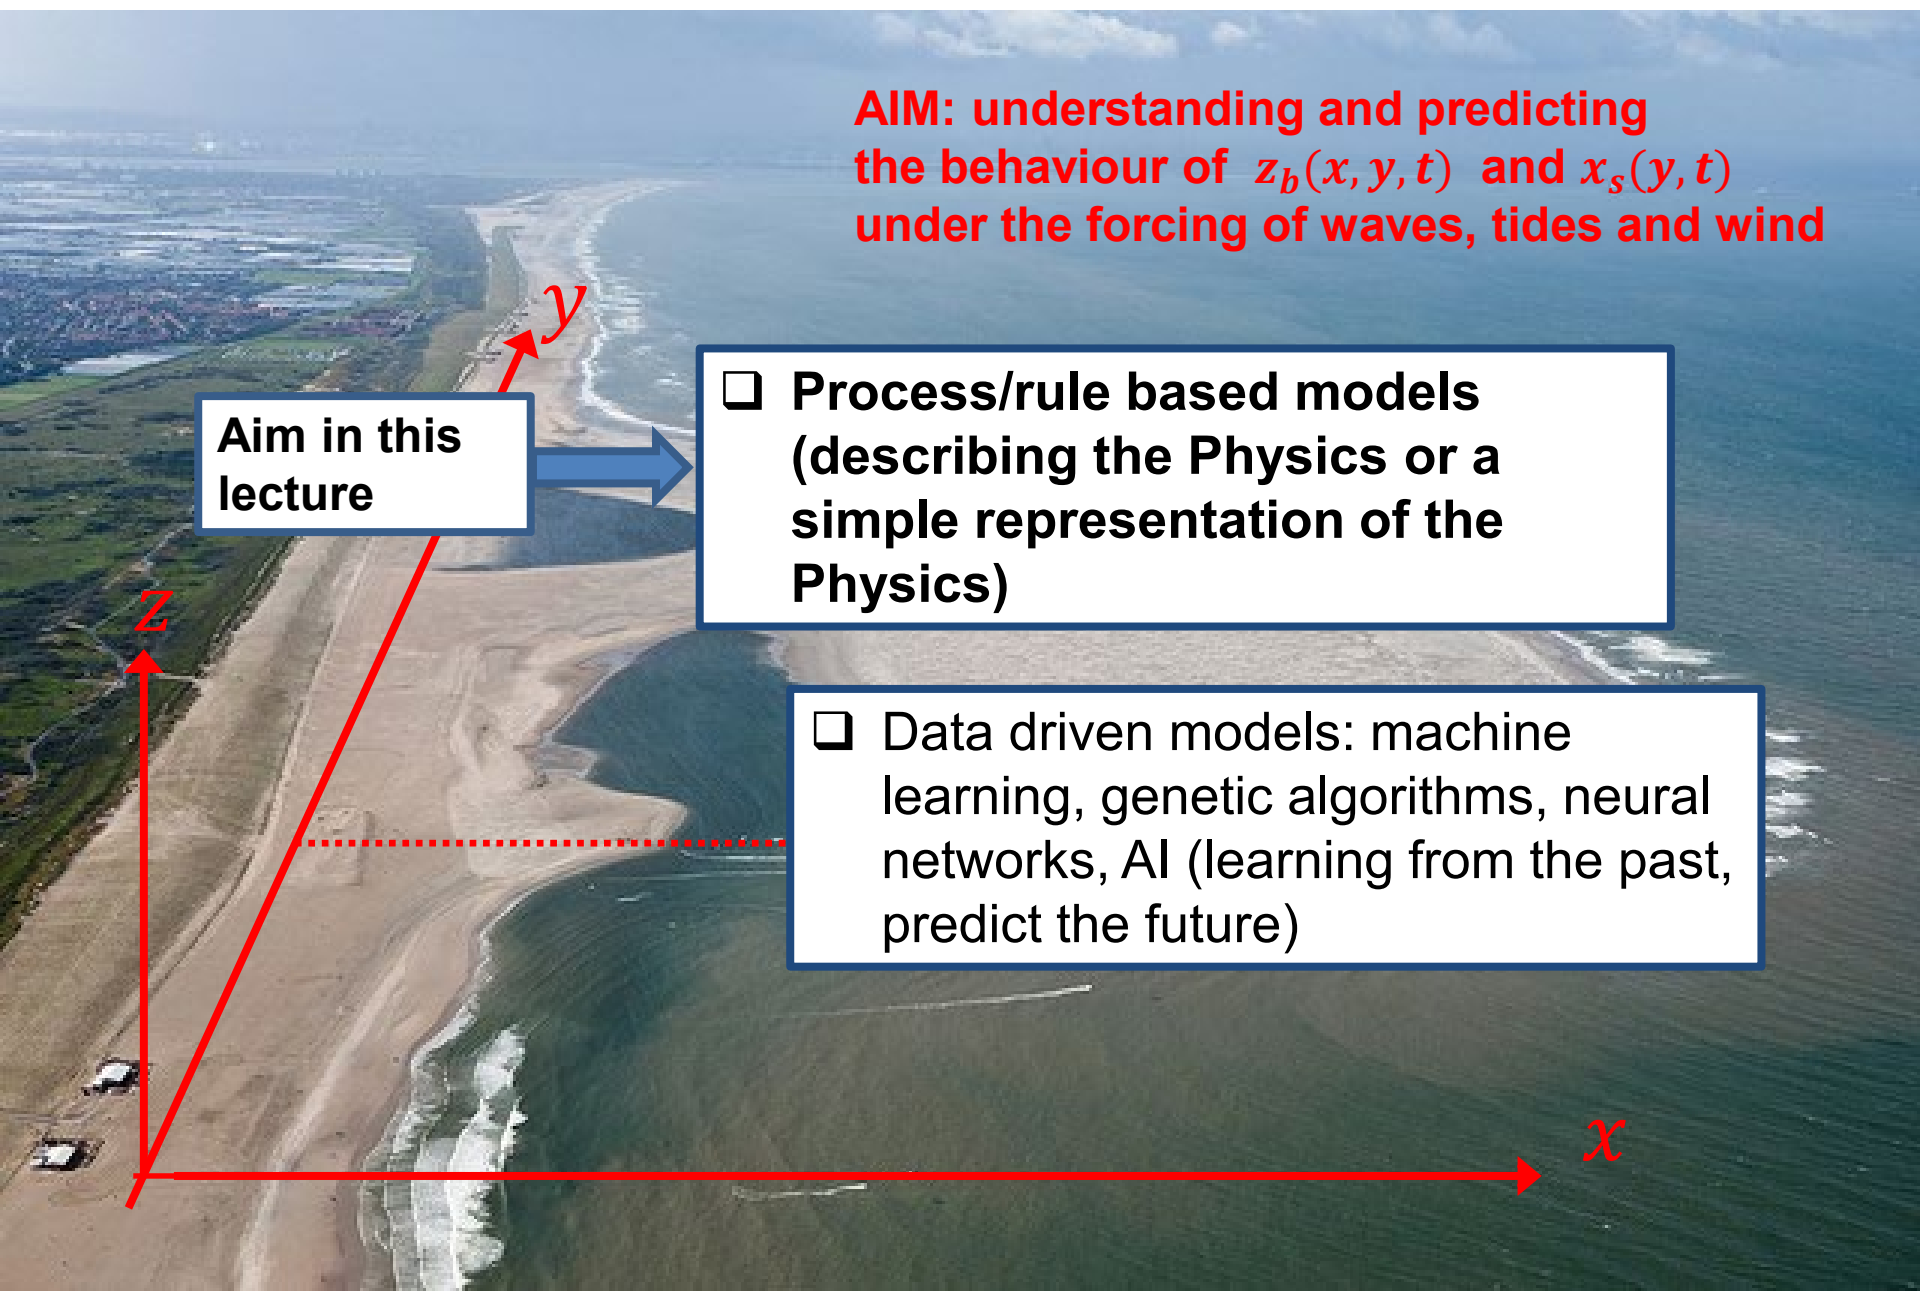 AIM: understanding and predicting
the behaviour of z_b(x, y, t) and x_s(y, t)
under the forcing of waves, tides and wind
y
Aim in this
lecture
❑ Process/rule based models
(describing the Physics or a
simple representation of the
Physics)
z
❑ Data driven models: machine
learning, genetic algorithms, neural
networks, AI (learning from the past,
predict the future)
x